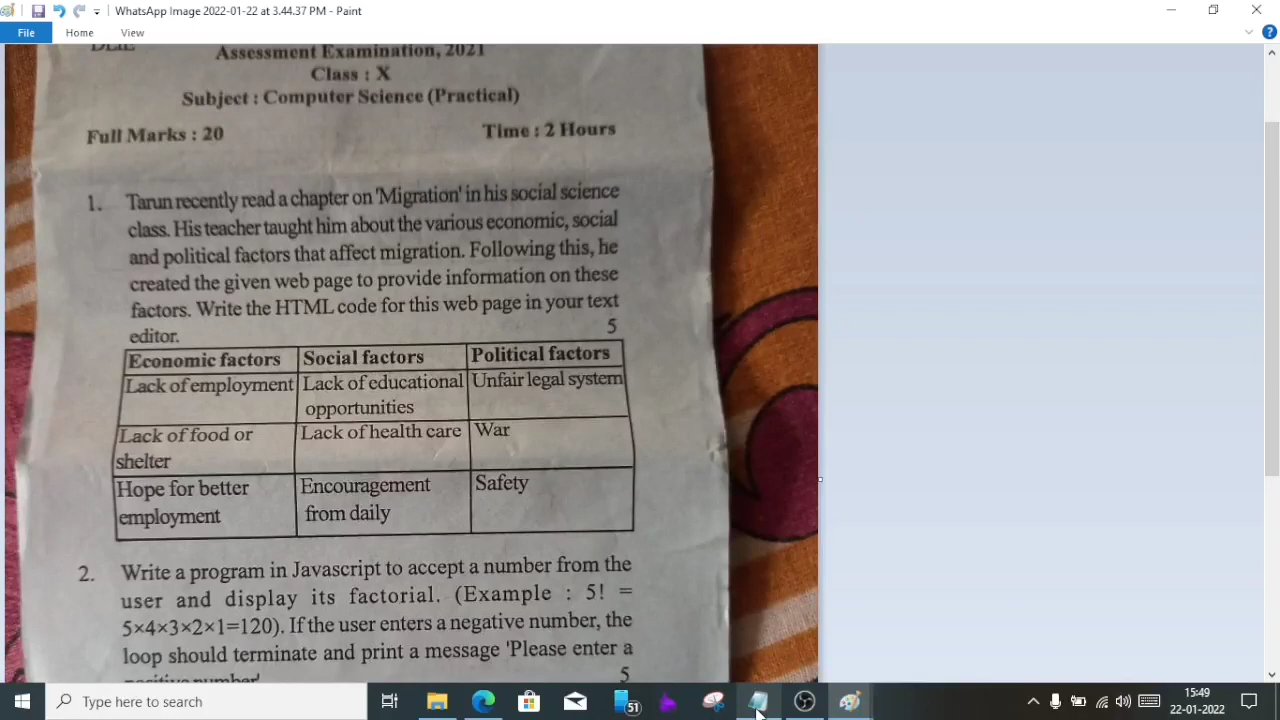 WhatsApp Image 2022-01-22 at 3.44.37 PM - Paint
File Home View
Assessment Examination, 2021
Class : X
Subject : Computer Science (Practical)
Full Marks : 20 Time : 2 Hours
1. Tarun recently read a chapter on 'Migration' in his social science
class. His teacher taught him about the various economic, social
and political factors that affect migration. Following this, he
created the given web page to provide information on these
factors. Write the HTML code for this web page in your text
editor. 5
Economic factors Social factors Political factors
Lack of employment Lack of educational Unfair legal system
opportunities
Lack of food or Lack of health care War
shelter
Hope for better Encouragement Safety
employment from daily
2. Write a program in Javascript to accept a number from the
user and display its factorial. (Example : 5! =
5×4×3×2×1=120). If the user enters a negative number, the
loop should terminate and print a message 'Please enter a
positive number' 5
Type here to search
51
15:49
22-01-2022